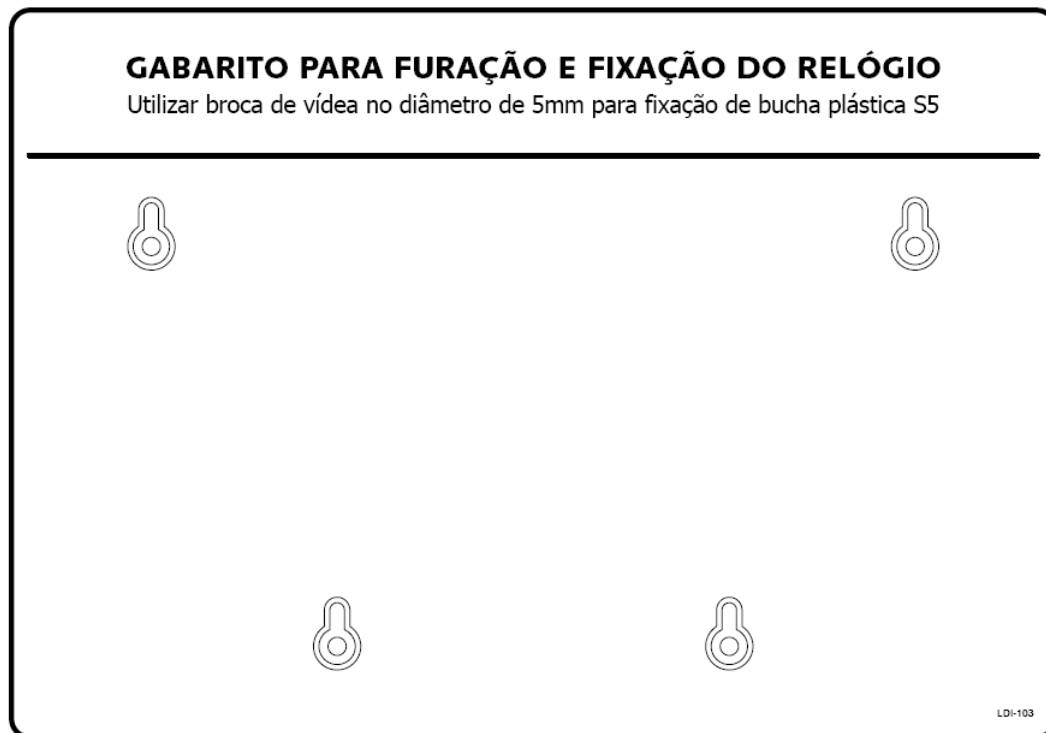 GABARITO PARA FURAÇÃO E FIXAÇÃO DO RELÓGIO
Utilizar broca de vídea no diâmetro de 5mm para fixação de bucha plástica S5
LDI-103